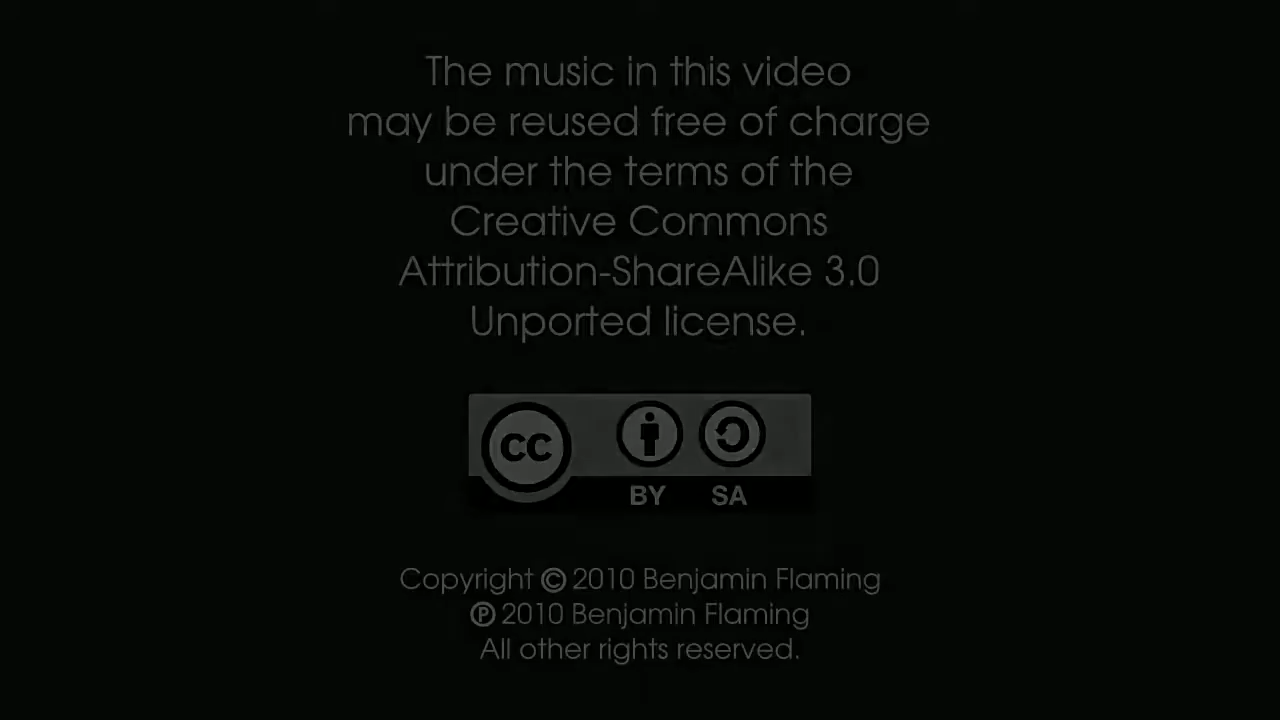 The music in this video
may be reused free of charge
under the terms of the
Creative Commons
Attribution-ShareAlike 3.0
Unported license.
cc
BY SA
Copyright © 2010 Benjamin Flaming
℗ 2010 Benjamin Flaming
All other rights reserved.